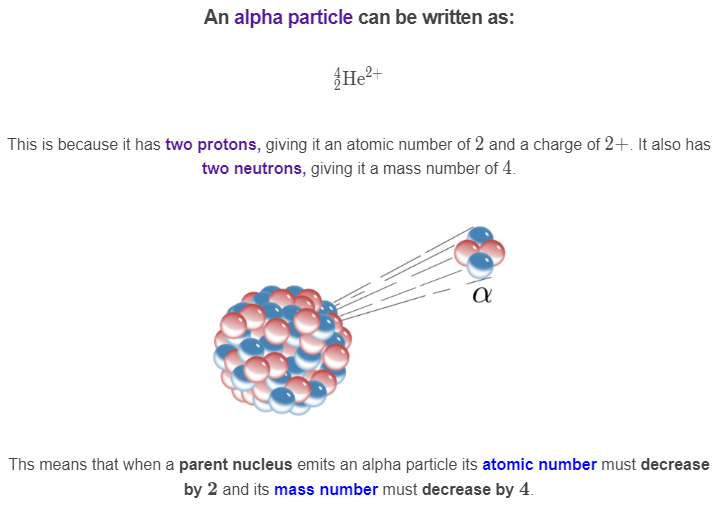 An alpha particle can be written as:
⁴₂He²⁺
This is because it has two protons, giving it an atomic number of 2 and a charge of 2+. It also has
two neutrons, giving it a mass number of 4.
α
Ths means that when a parent nucleus emits an alpha particle its atomic number must decrease
by 2 and its mass number must decrease by 4.